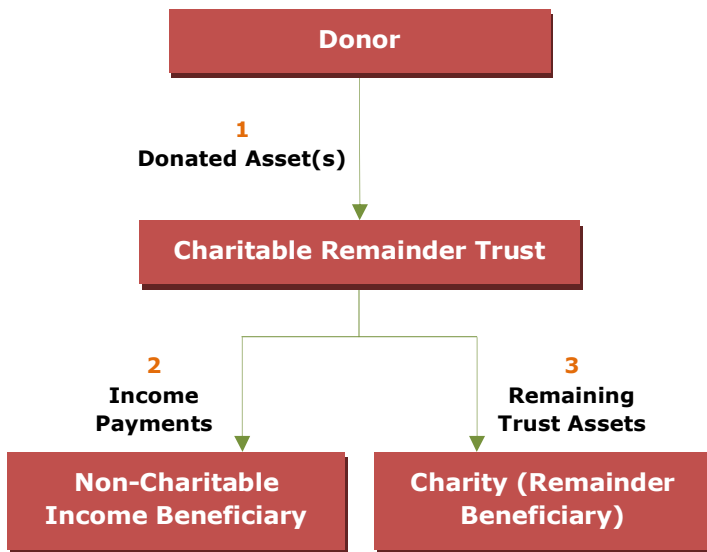 Donor
1
Donated Asset(s)
Charitable Remainder Trust
2
Income
Payments
3
Remaining
Trust Assets
Non-Charitable
Income Beneficiary
Charity (Remainder
Beneficiary)